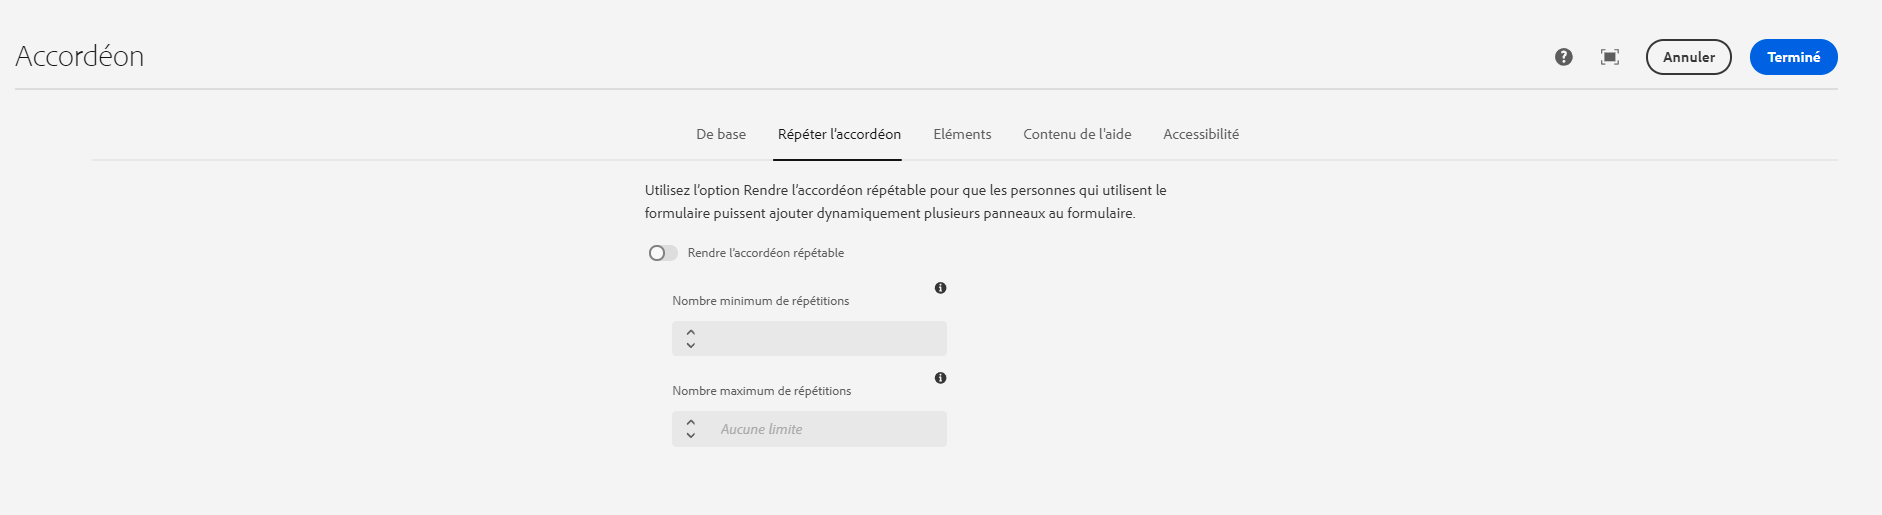 Accordéon
Annuler
Terminé
De base
Répéter l’accordéon
Eléments
Contenu de l’aide
Accessibilité
Utilisez l’option Rendre l’accordéon répétable pour que les personnes qui utilisent le
formulaire puissent ajouter dynamiquement plusieurs panneaux au formulaire.
Rendre l’accordéon répétable
Nombre minimum de répétitions
Nombre maximum de répétitions
Aucune limite